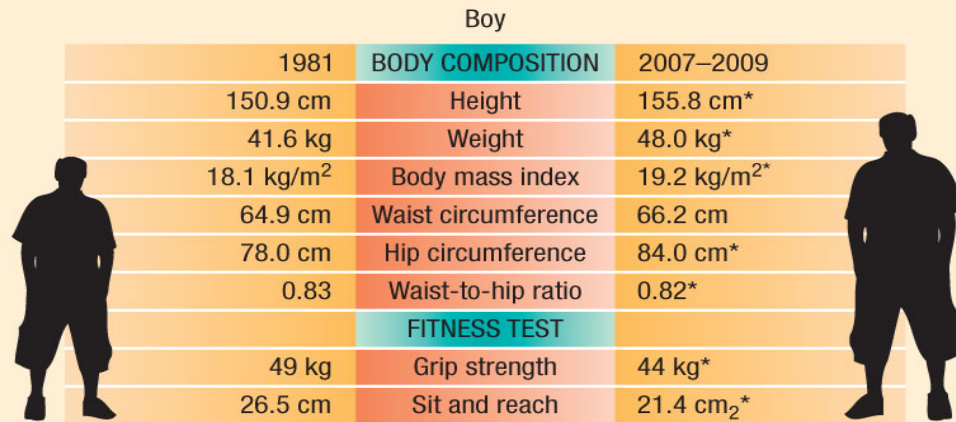 Boy
1981 BODY COMPOSITION 2007–2009
150.9 cm Height 155.8 cm*
41.6 kg Weight 48.0 kg*
18.1 kg/m² Body mass index 19.2 kg/m²*
64.9 cm Waist circumference 66.2 cm
78.0 cm Hip circumference 84.0 cm*
0.83 Waist-to-hip ratio 0.82*
FITNESS TEST
49 kg Grip strength 44 kg*
26.5 cm Sit and reach 21.4 cm₂*